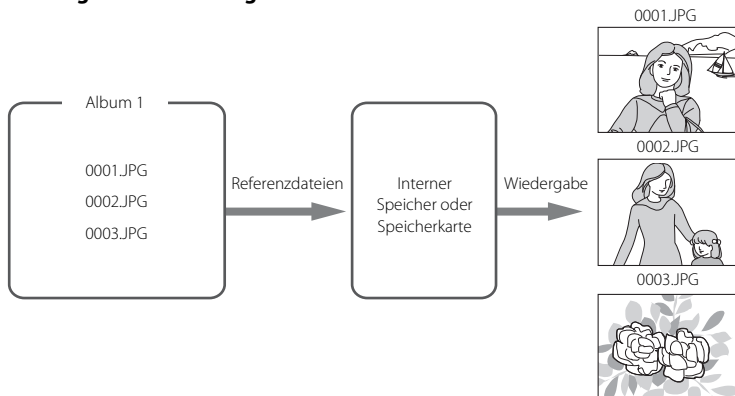 Album 1
0001.JPG
0002.JPG
0003.JPG
Referenzdateien
Interner
Speicher oder
Speicherkarte
Wiedergabe
0001.JPG
0002.JPG
0003.JPG